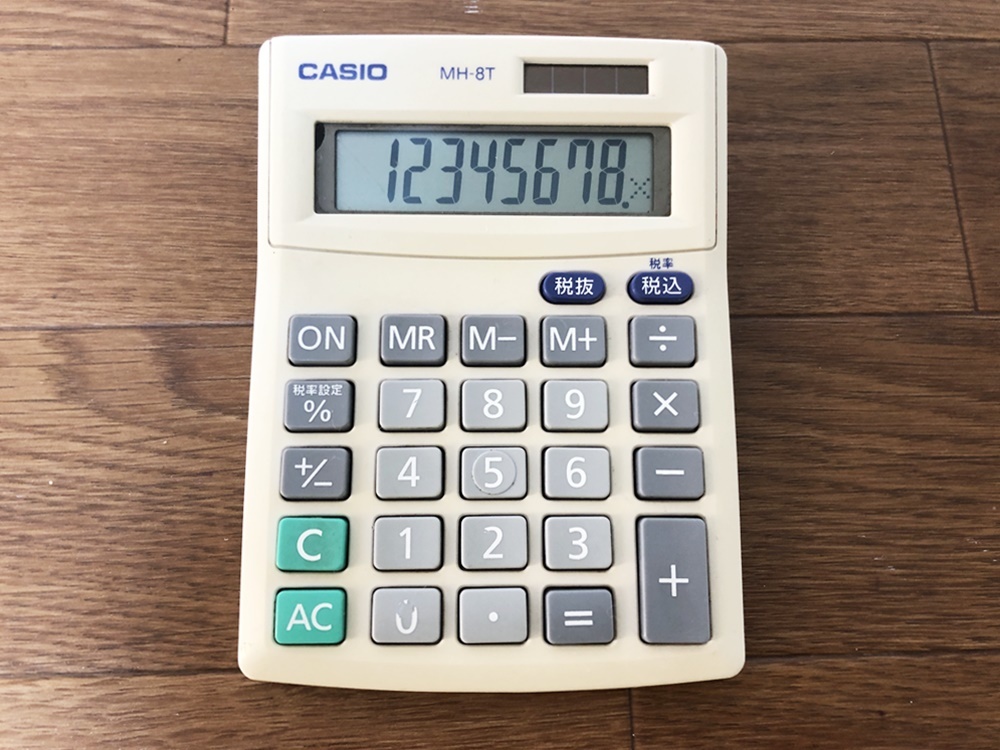 CASIO MH-8T
12345678.
税率
税抜 税込
ON MR M− M+ ÷
税率設定
% 7 8 9 ×
+/− 4 5 6 −
C 1 2 3 +
AC 0 · =